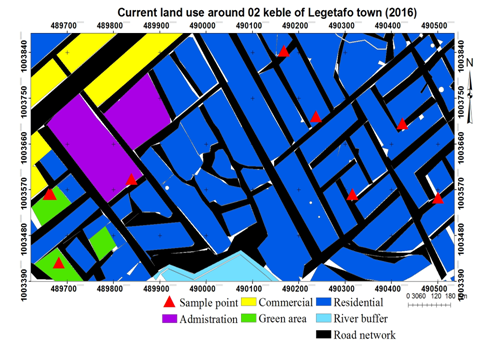 Current land use around 02 keble of Legetafo town (2016)
489700 489800 489900 490000 490100 490200 490300 490400 490500
1003840 1003840
N
1003750 1003750
1003660 1003660
1003570 1003570
1003480 1003480
1003390 1003390
489700 489800 489900 490000 490100 490200 490300 490400 490500
Sample point Commercial Residential
0 30 60 120 180
Admistration Green area River buffer
Road network